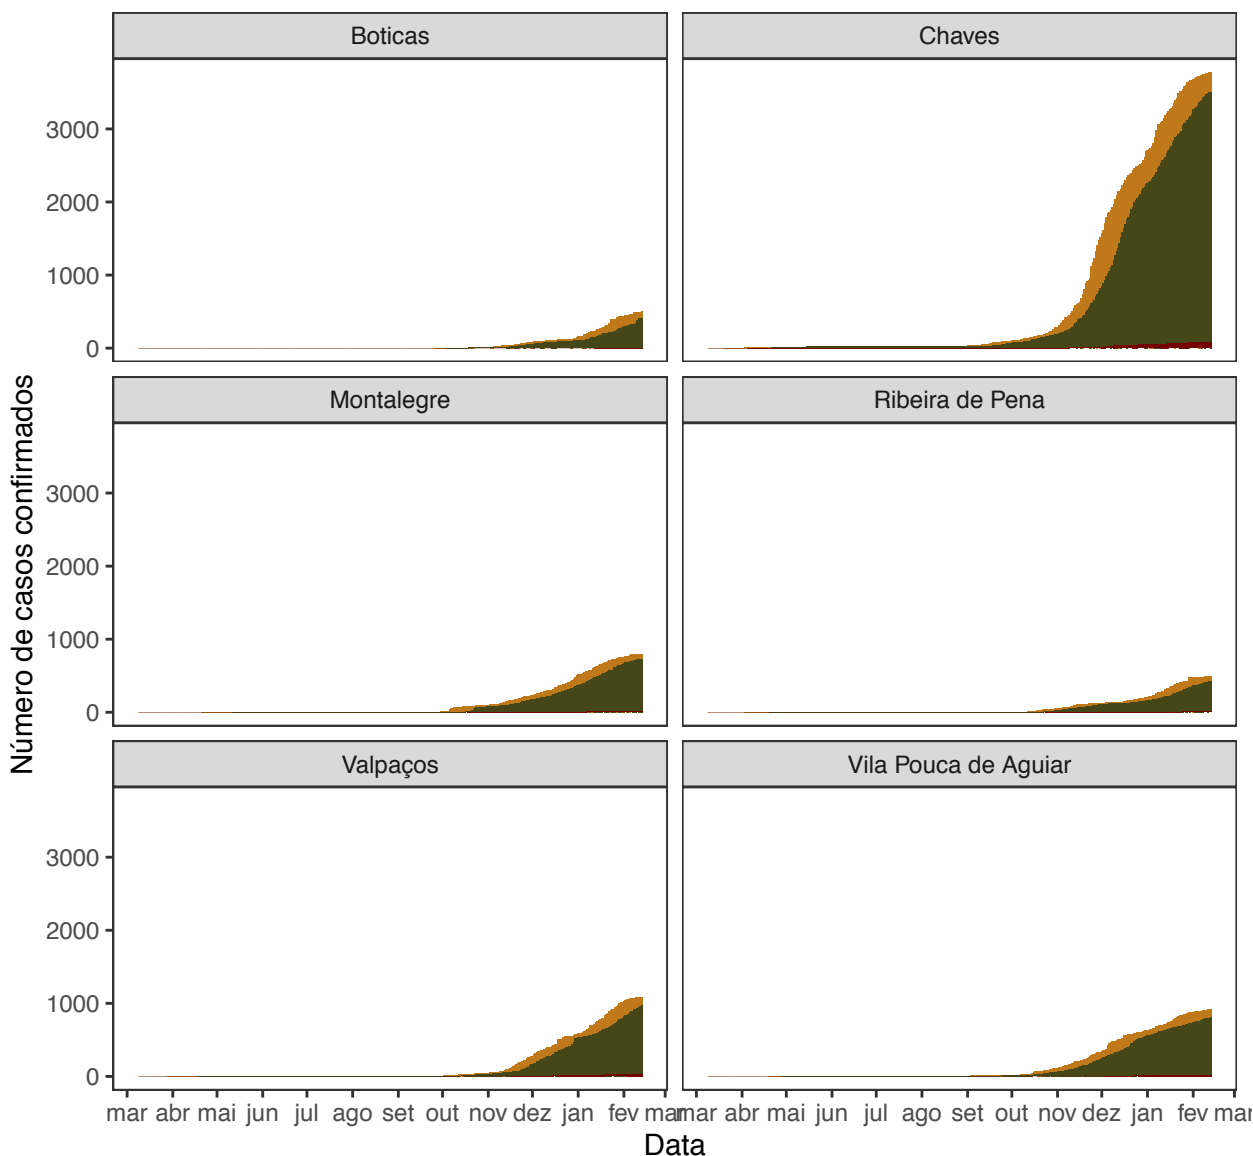 Boticas
Chaves
3000
2000
1000
0
Montalegre
Ribeira de Pena
3000
2000
1000
0
Valpaços
Vila Pouca de Aguiar
3000
2000
1000
0
mar abr mai jun jul ago set out nov dez jan fev mar
mar abr mai jun jul ago set out nov dez jan fev mar
Data
Número de casos confirmados